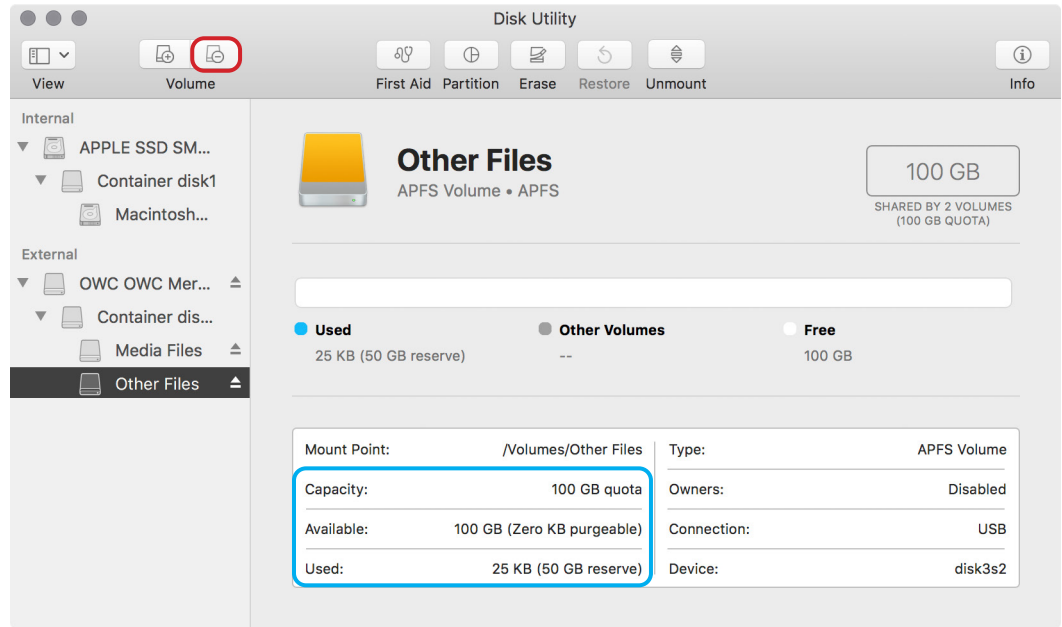 Disk Utility
View
Volume
First Aid
Partition
Erase
Restore
Unmount
Info
Internal
APPLE SSD SM...
Container disk1
Macintosh...
External
OWC OWC Mer...
Container dis...
Media Files
Other Files
Other Files
APFS Volume • APFS
100 GB
SHARED BY 2 VOLUMES
(100 GB QUOTA)
Used
25 KB (50 GB reserve)
Other Volumes
--
Free
100 GB
Mount Point: /Volumes/Other Files
Capacity: 100 GB quota
Available: 100 GB (Zero KB purgeable)
Used: 25 KB (50 GB reserve)
Type: APFS Volume
Owners: Disabled
Connection: USB
Device: disk3s2